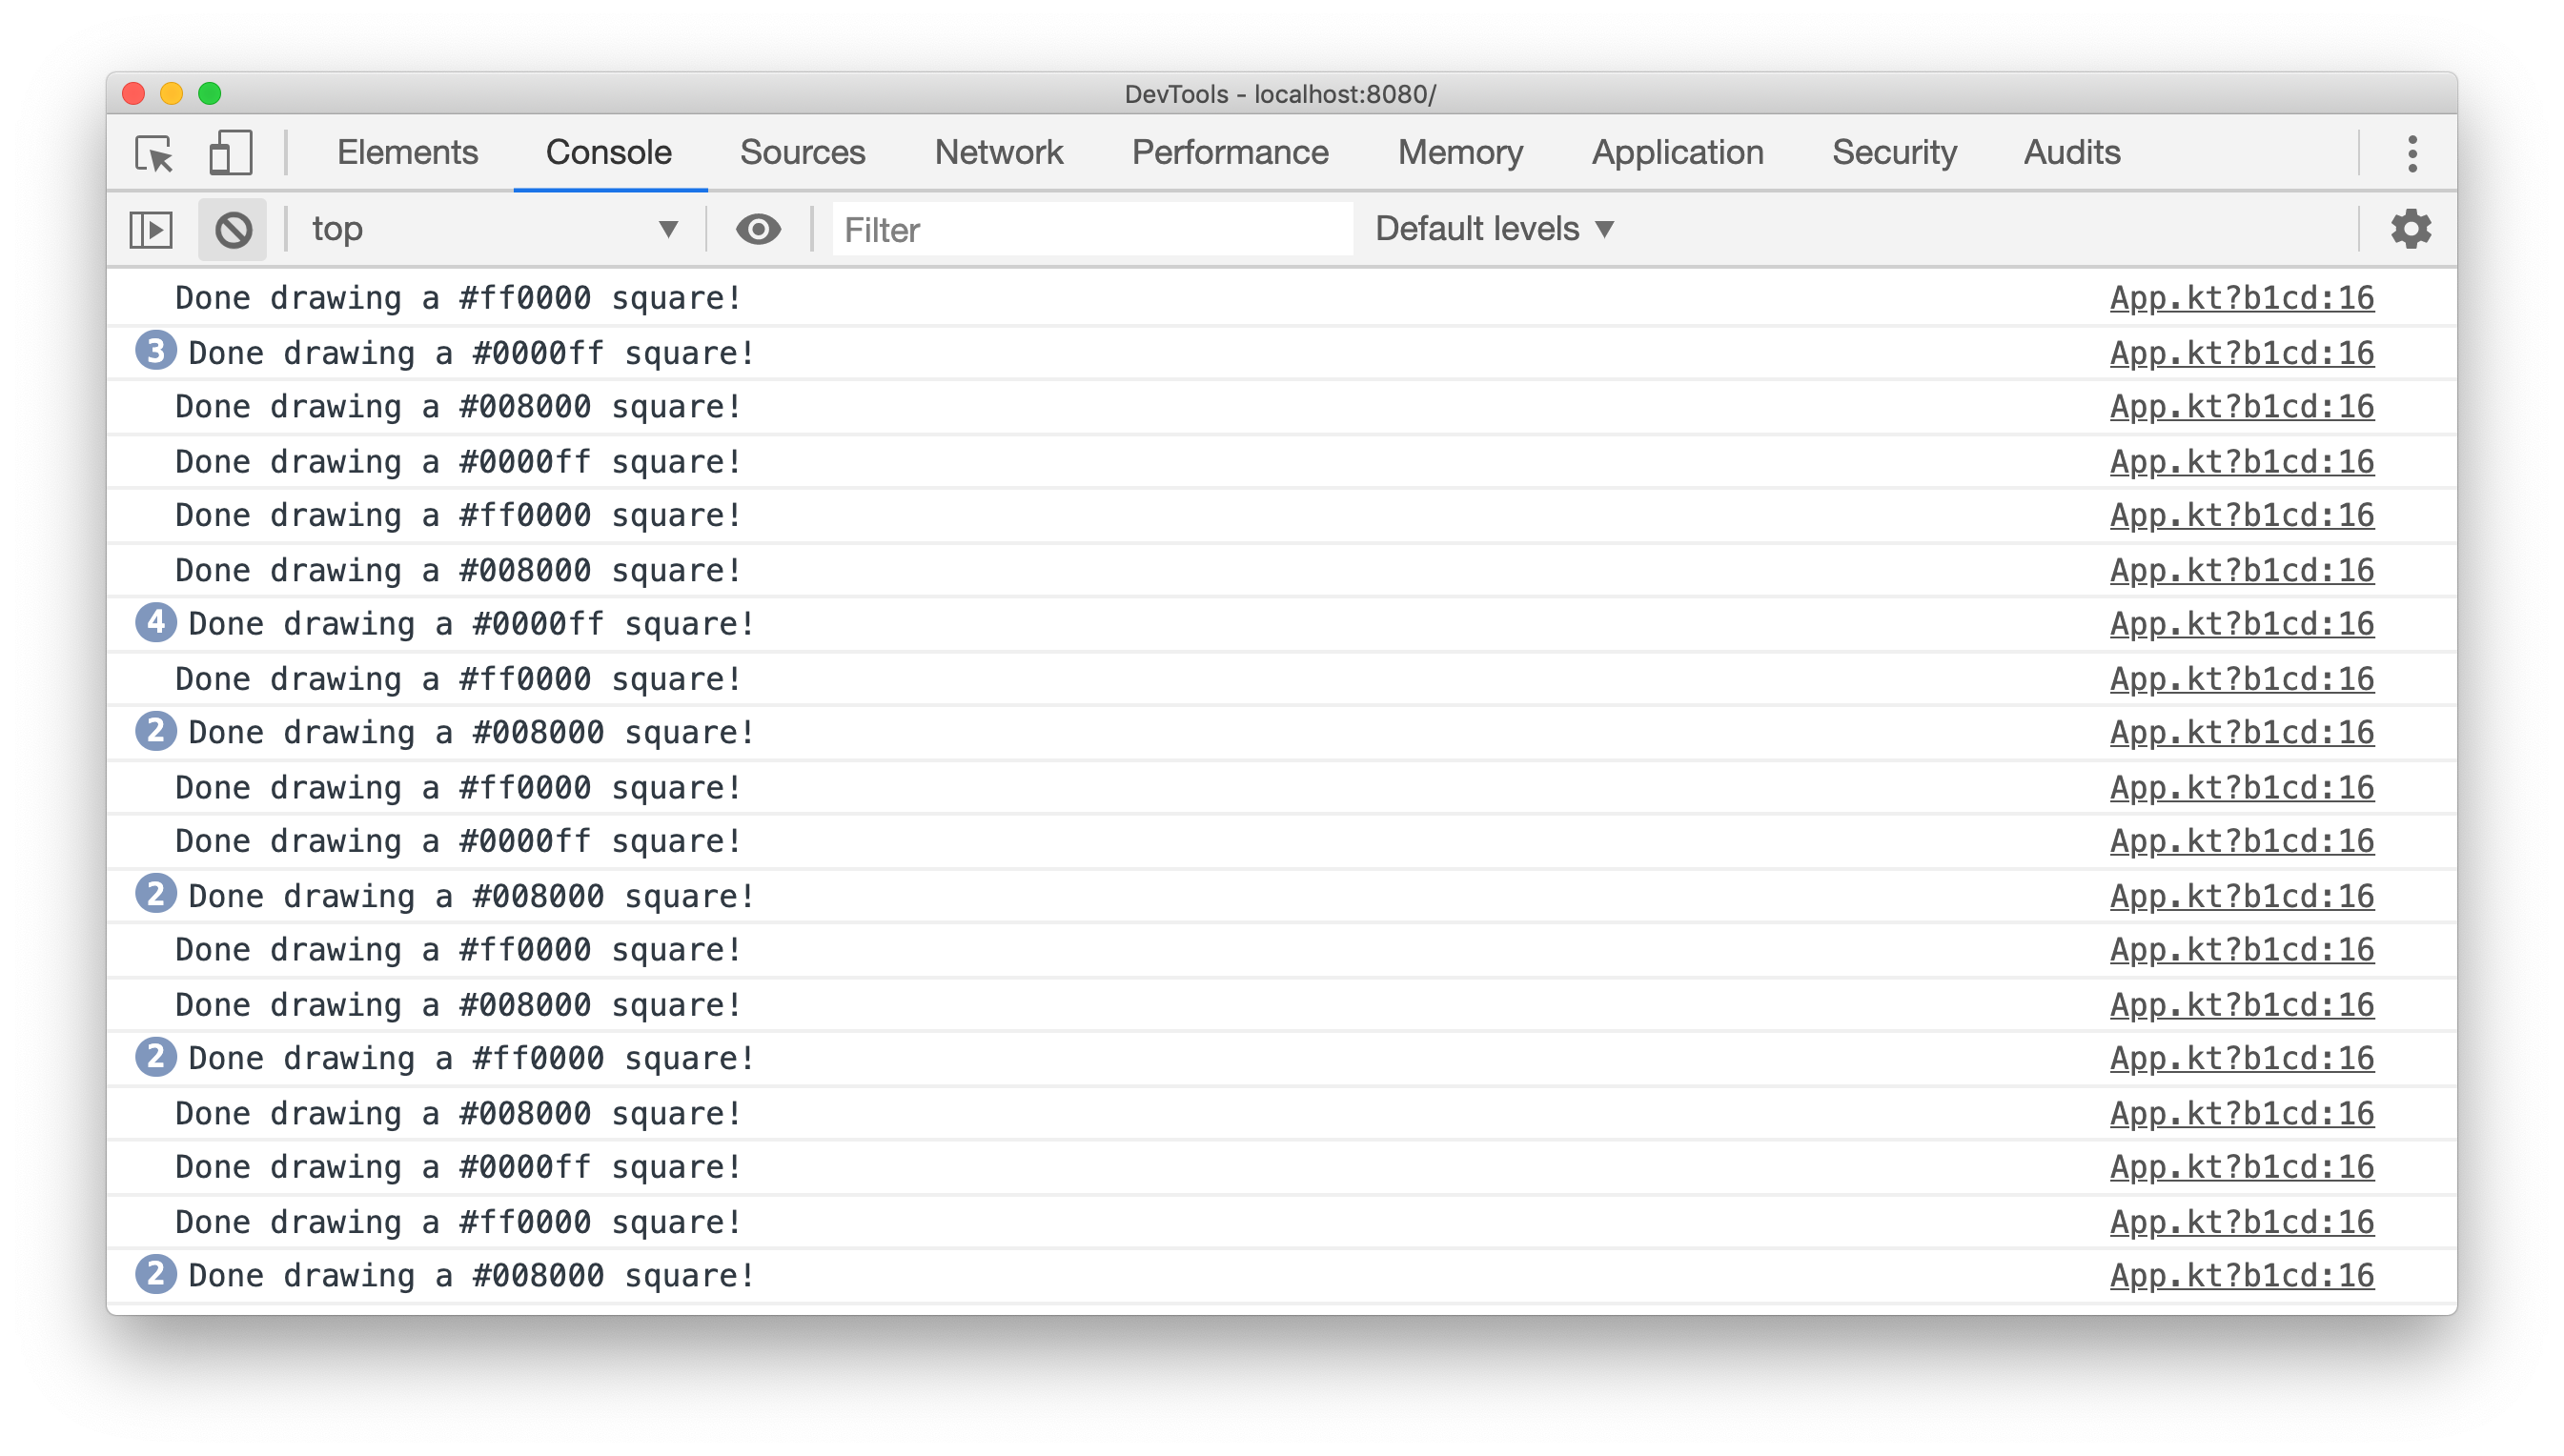 DevTools - localhost:8080/
Elements Console Sources Network Performance Memory Application Security Audits
top ▼ Filter Default levels ▼
Done drawing a #ff0000 square! App.kt?b1cd:16
3 Done drawing a #0000ff square! App.kt?b1cd:16
Done drawing a #008000 square! App.kt?b1cd:16
Done drawing a #0000ff square! App.kt?b1cd:16
Done drawing a #ff0000 square! App.kt?b1cd:16
Done drawing a #008000 square! App.kt?b1cd:16
4 Done drawing a #0000ff square! App.kt?b1cd:16
Done drawing a #ff0000 square! App.kt?b1cd:16
2 Done drawing a #008000 square! App.kt?b1cd:16
Done drawing a #ff0000 square! App.kt?b1cd:16
Done drawing a #0000ff square! App.kt?b1cd:16
2 Done drawing a #008000 square! App.kt?b1cd:16
Done drawing a #ff0000 square! App.kt?b1cd:16
Done drawing a #008000 square! App.kt?b1cd:16
2 Done drawing a #ff0000 square! App.kt?b1cd:16
Done drawing a #008000 square! App.kt?b1cd:16
Done drawing a #0000ff square! App.kt?b1cd:16
Done drawing a #ff0000 square! App.kt?b1cd:16
2 Done drawing a #008000 square! App.kt?b1cd:16